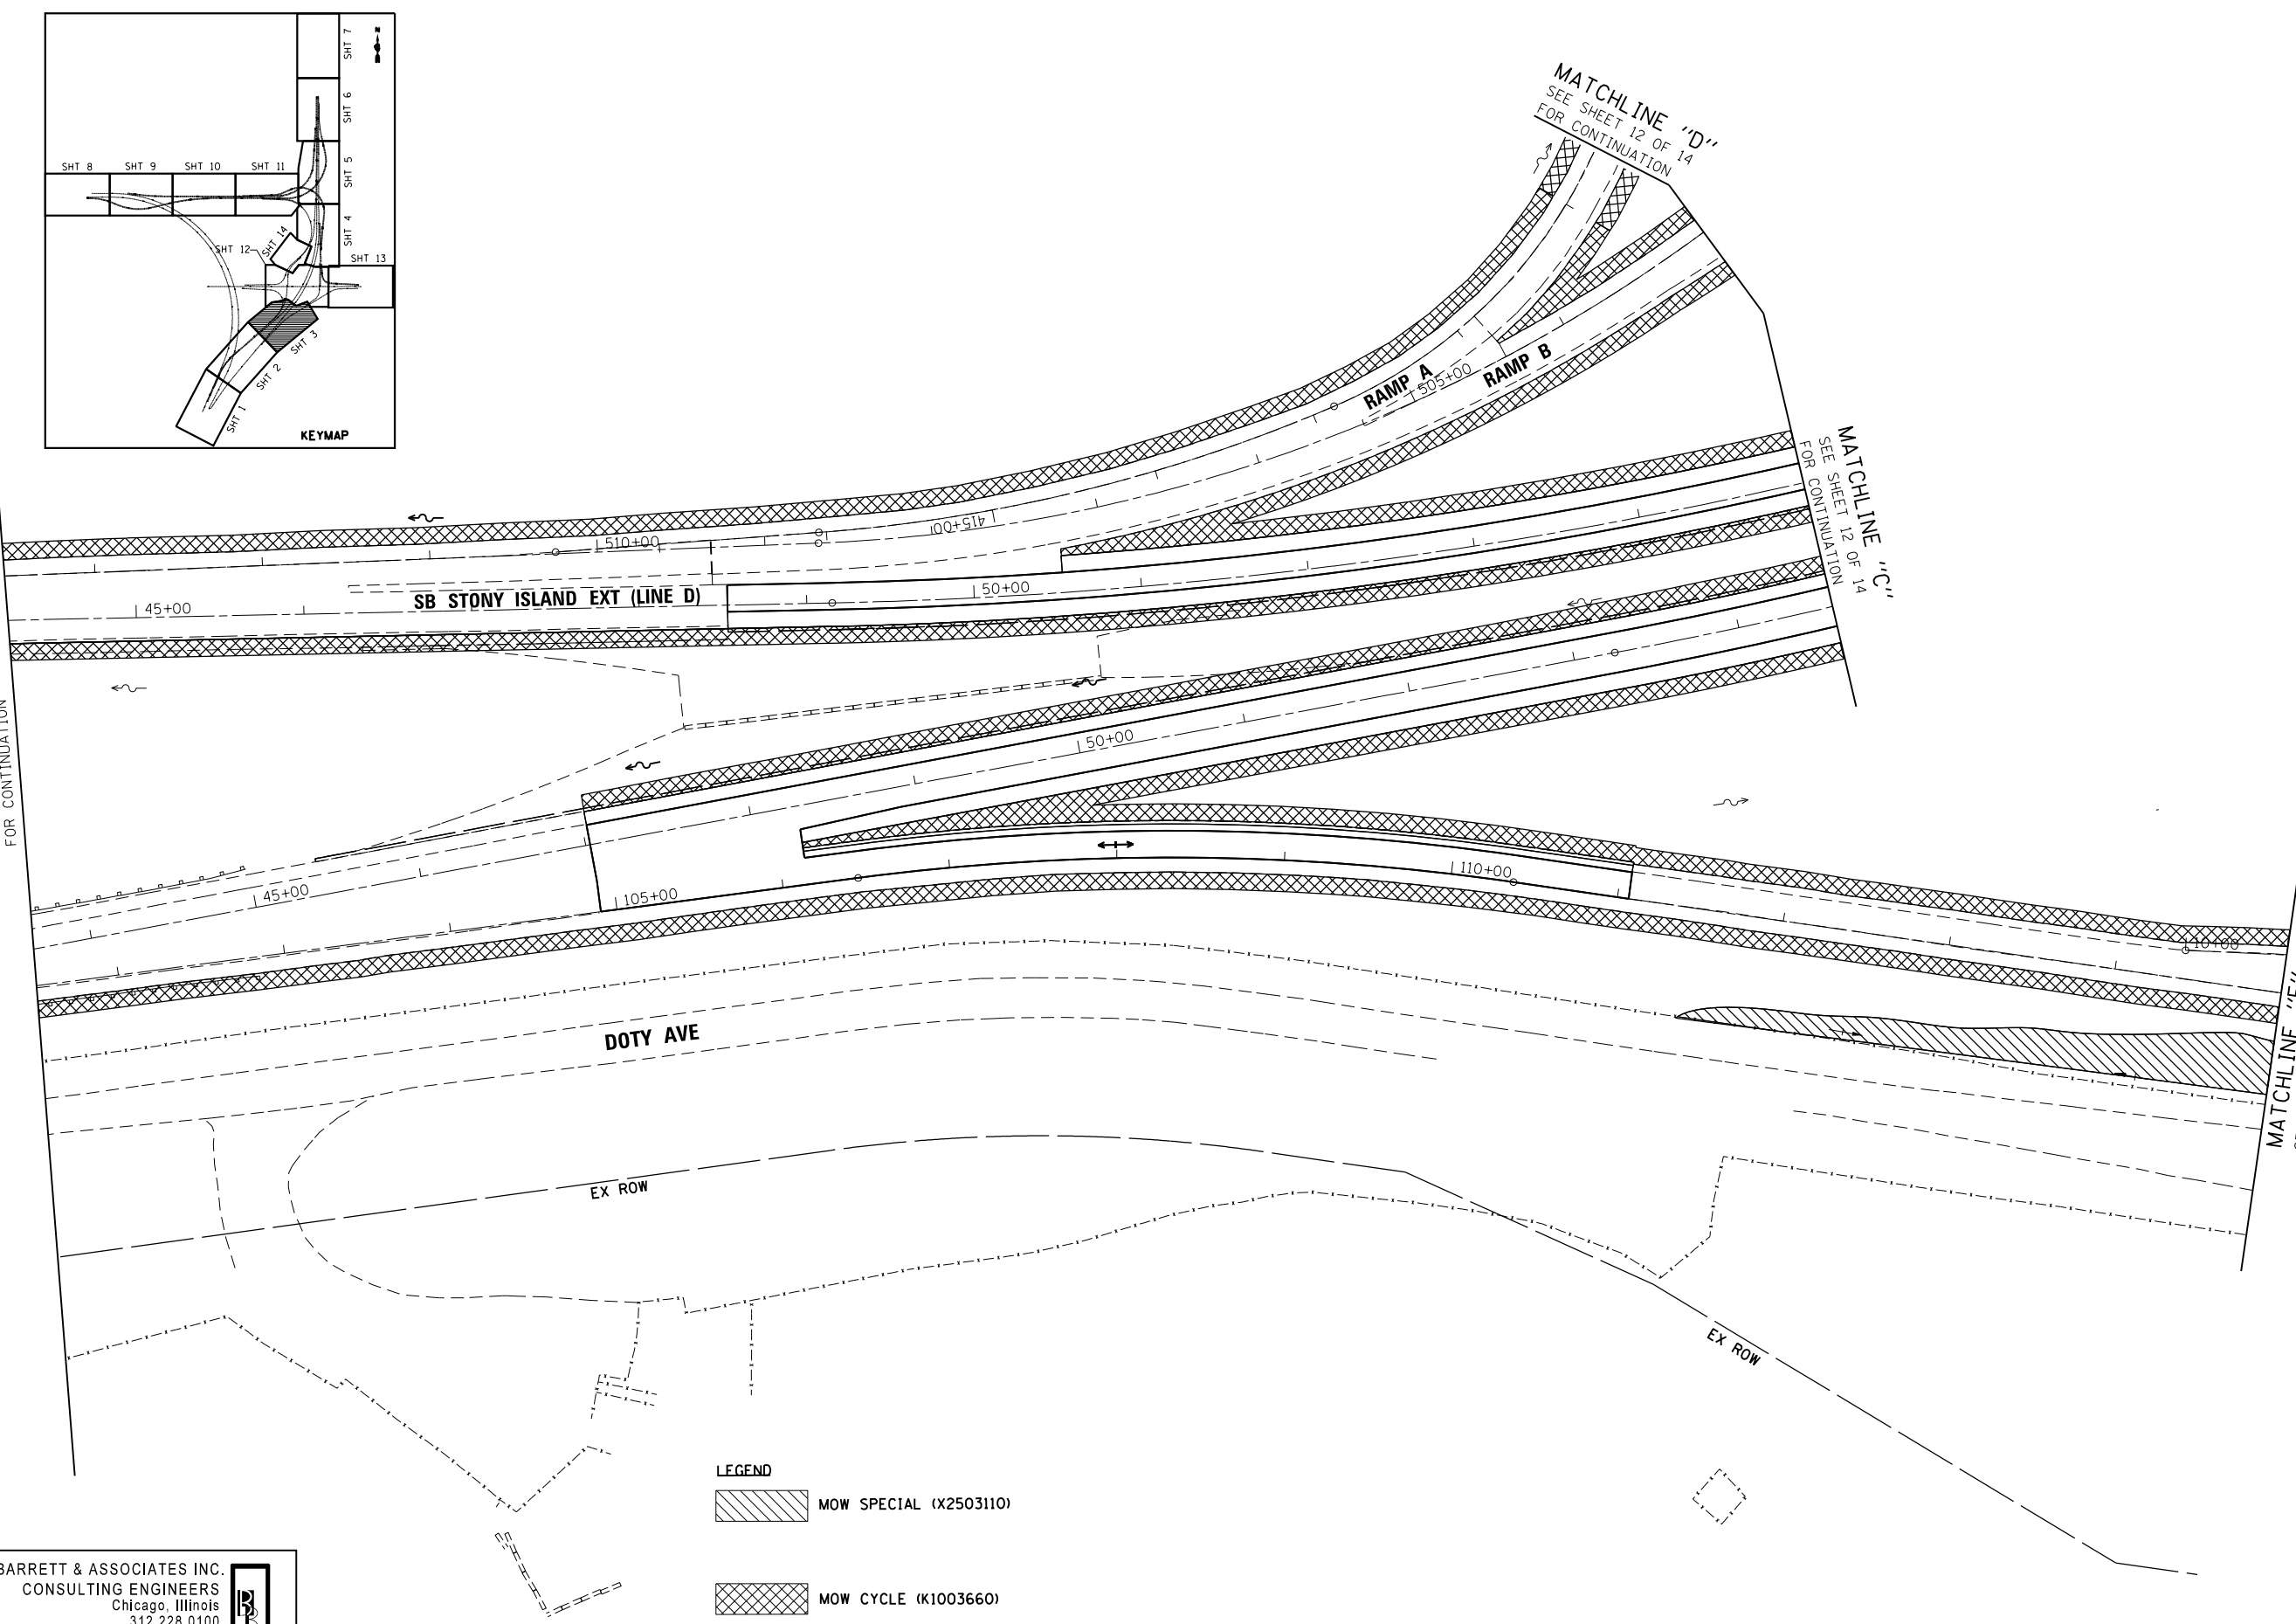 SHT 7
SHT 6
SHT 5
SHT 4
SHT 8
SHT 9
SHT 10
SHT 11
SHT 12
SHT 14
SHT 13
SHT 3
SHT 2
SHT 1
KEYMAP
MATCHLINE "D"
SEE SHEET 12 OF 14
FOR CONTINUATION
MATCHLINE "C"
SEE SHEET 12 OF 14
FOR CONTINUATION
RAMP A
505+00
RAMP B
415+00
510+00
45+00
SB STONY ISLAND EXT (LINE D)
50+00
50+00
FOR CONTINUATION
45+00
105+00
110+00
10+00
DOTY AVE
EX ROW
EX ROW
LEGEND
MOW SPECIAL (X2503110)
MOW CYCLE (K1003660)
BARRETT & ASSOCIATES INC.
CONSULTING ENGINEERS
Chicago, Illinois
312.228.0100
MATCHLINE